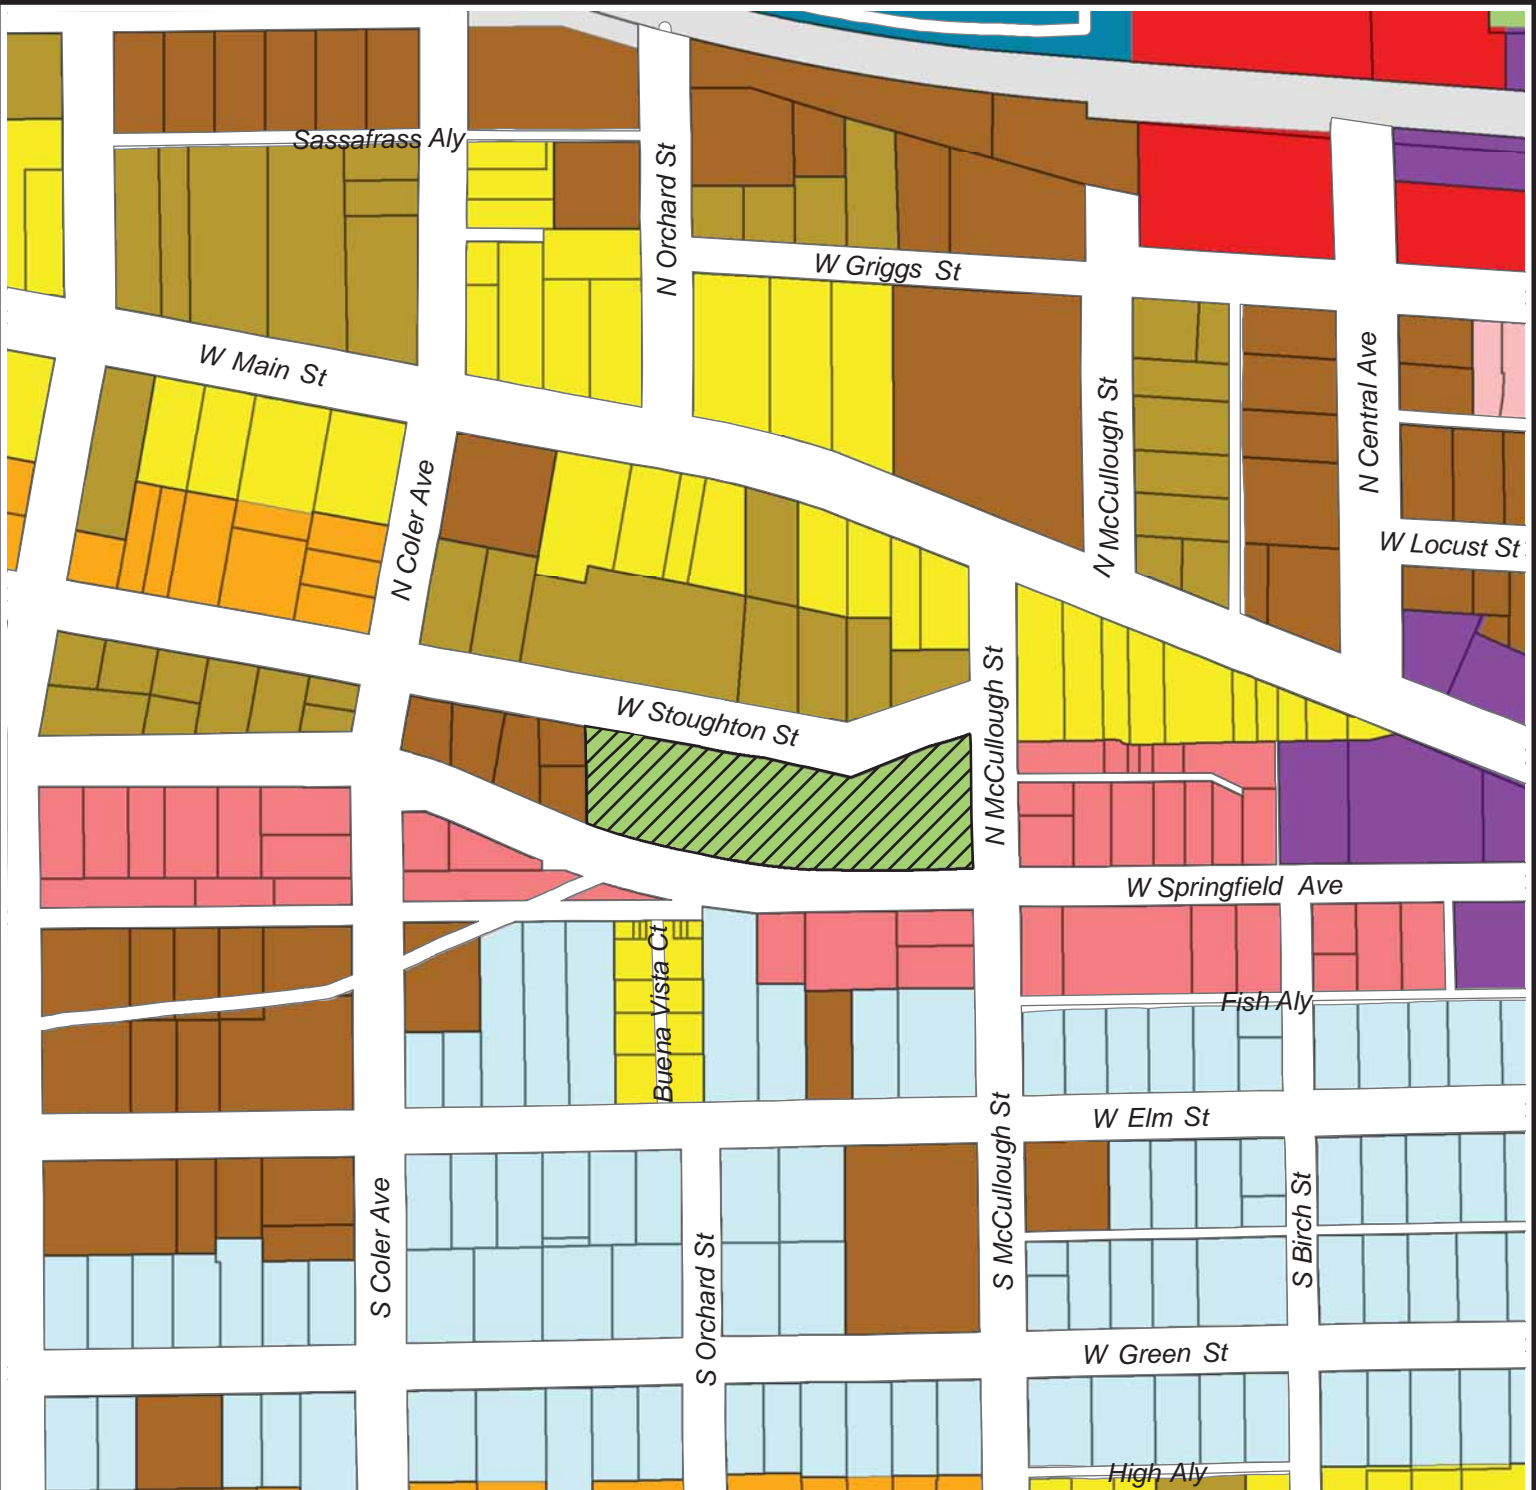 Sassafrass Aly
N Orchard St
W Griggs St
W Main St
N Central Ave
N McCullough St
N Coler Ave
W Locust St
N McCullough St
W Stoughton St
W Springfield Ave
Buena Vista Ct
Fish Aly
W Elm St
S McCullough St
S Coler Ave
S Birch St
S Orchard St
W Green St
High Aly